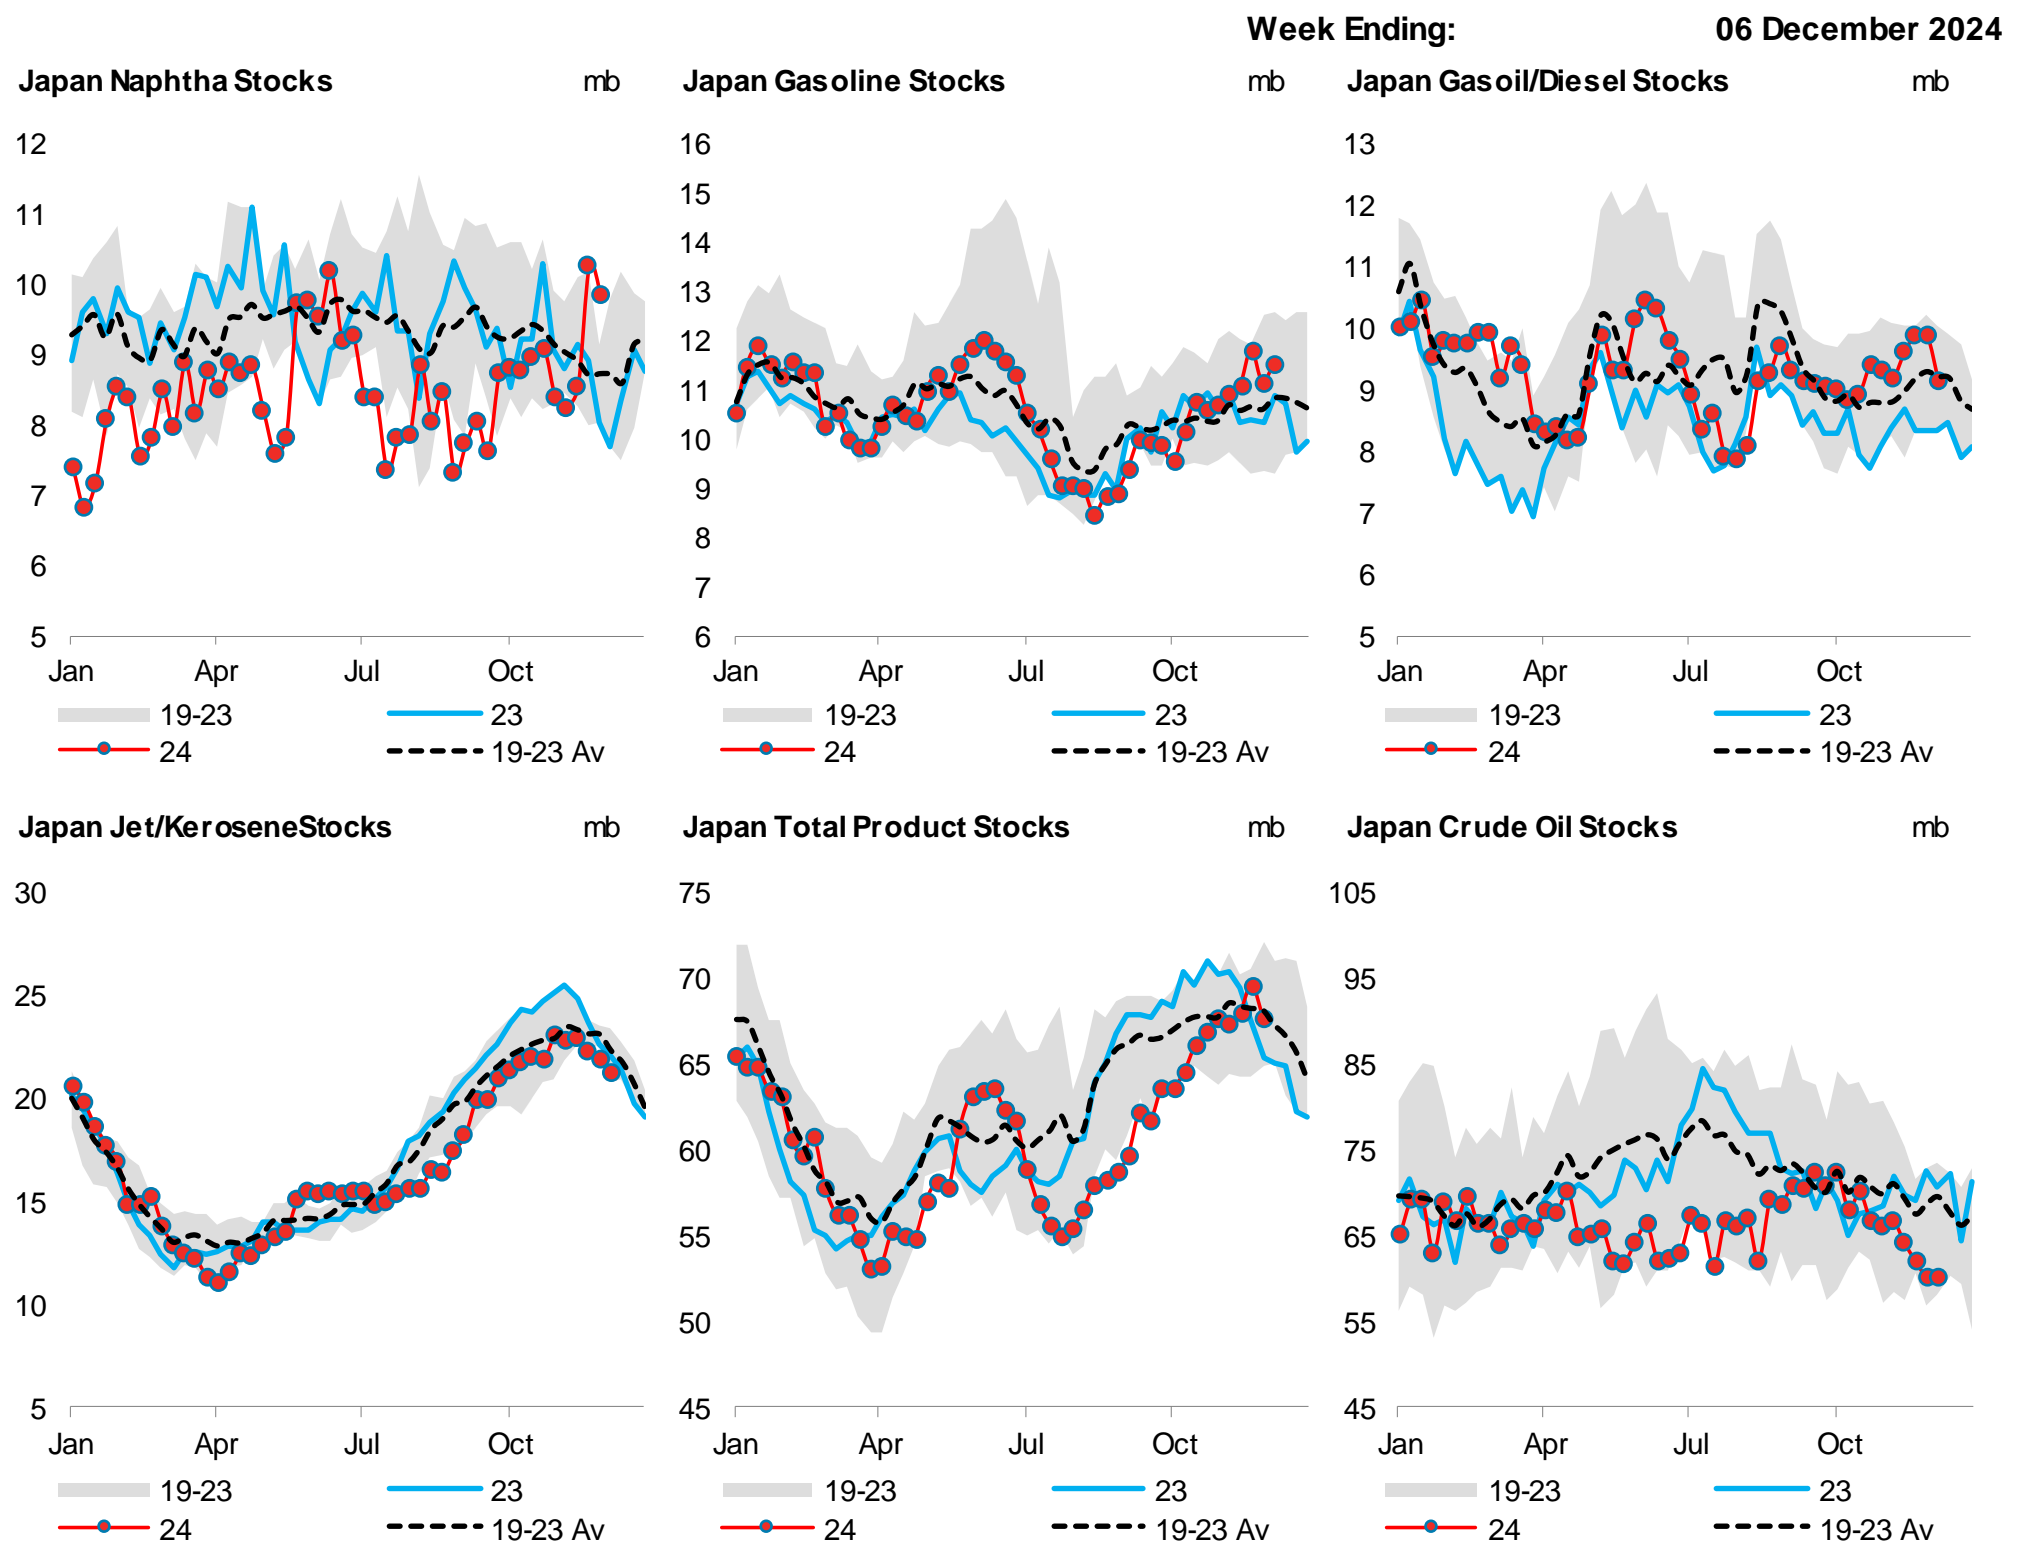 Week Ending: 06 December 2024
Japan Naphtha Stocks mb
12
11
10
9
8
7
6
5
Jan Apr Jul Oct
19-23 23
24 19-23 Av
Japan Gasoline Stocks mb
16
15
14
13
12
11
10
9
8
7
6
Jan Apr Jul Oct
19-23 23
24 19-23 Av
Japan Gasoil/Diesel Stocks mb
13
12
11
10
9
8
7
6
5
Jan Apr Jul Oct
19-23 23
24 19-23 Av
Japan Jet/KeroseneStocks mb
30
25
20
15
10
5
Jan Apr Jul Oct
19-23 23
24 19-23 Av
Japan Total Product Stocks mb
75
70
65
60
55
50
45
Jan Apr Jul Oct
19-23 23
24 19-23 Av
Japan Crude Oil Stocks mb
105
95
85
75
65
55
45
Jan Apr Jul Oct
19-23 23
24 19-23 Av